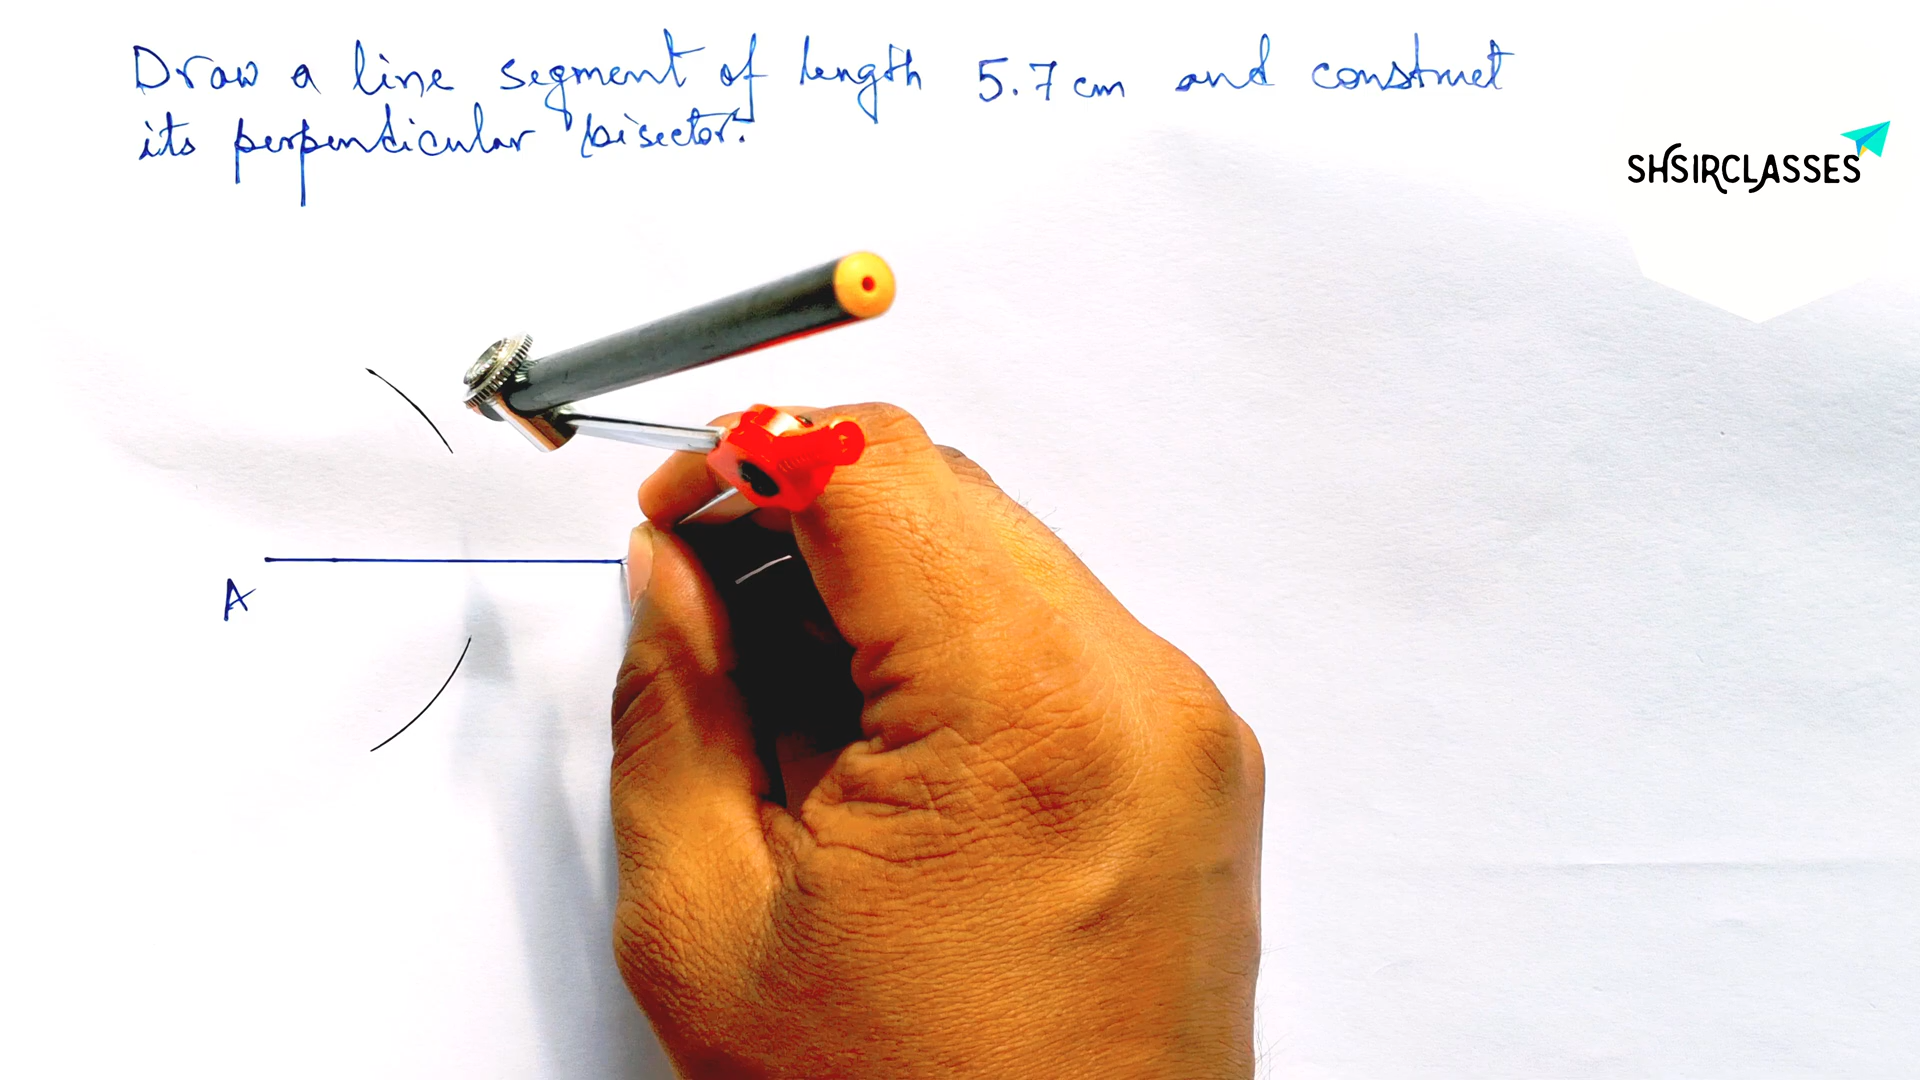 Draw a line segment of length 5.7 cm and construct
its perpendicular bisector.
SHSIRCLASSES
A